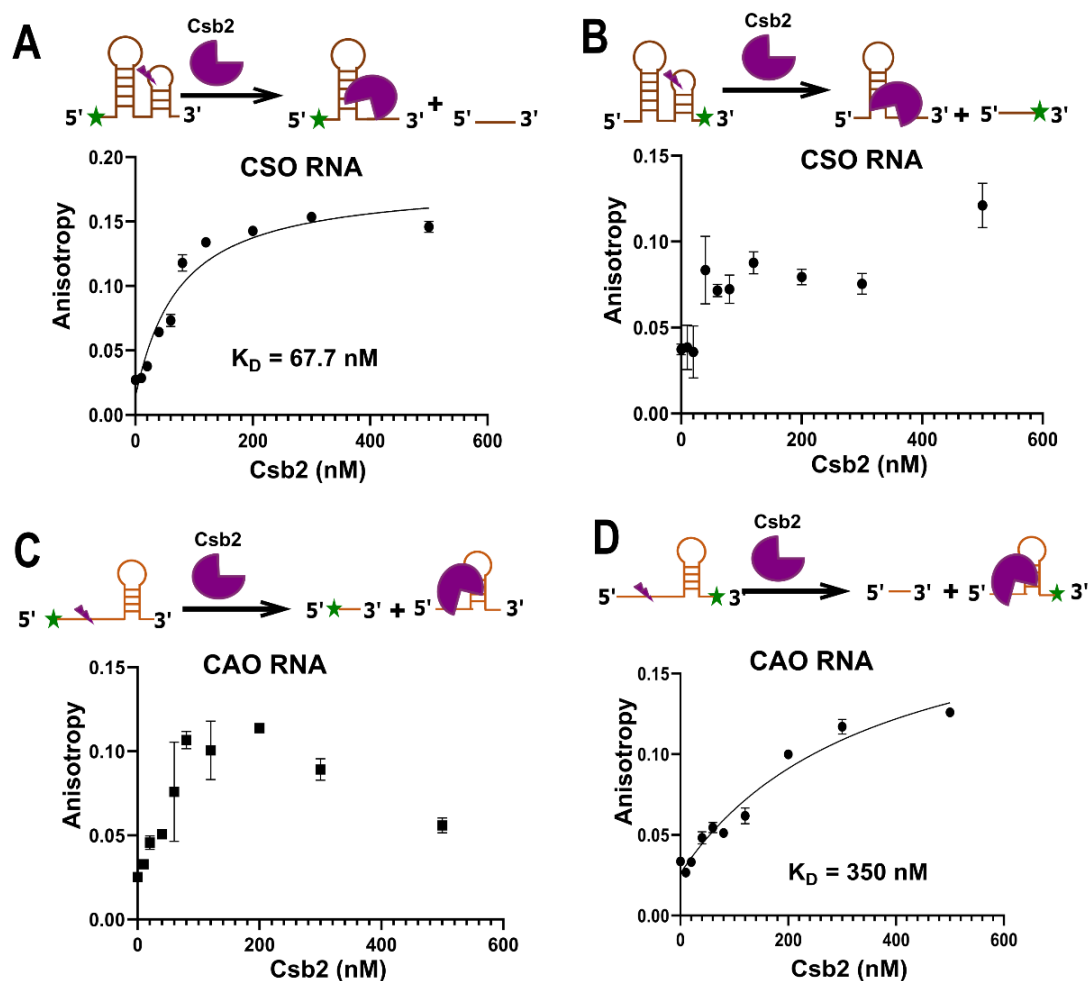 A
Csb2
5' 3' 5' 3' + 5' 3'
CSO RNA
Anisotropy
0.20
0.15
0.10
0.05
0.00
K_D = 67.7 nM
0 200 400 600
Csb2 (nM)
B
Csb2
5' 3' 5' 3' + 5' 3'
CSO RNA
Anisotropy
0.15
0.10
0.05
0.00
0 200 400 600
Csb2 (nM)
C
Csb2
5' 3' 5' 3' + 5' 3'
CAO RNA
Anisotropy
0.15
0.10
0.05
0.00
0 200 400 600
Csb2 (nM)
D
Csb2
5' 3' 5' 3' + 5' 3'
CAO RNA
Anisotropy
0.15
0.10
0.05
0.00
K_D = 350 nM
0 200 400 600
Csb2 (nM)